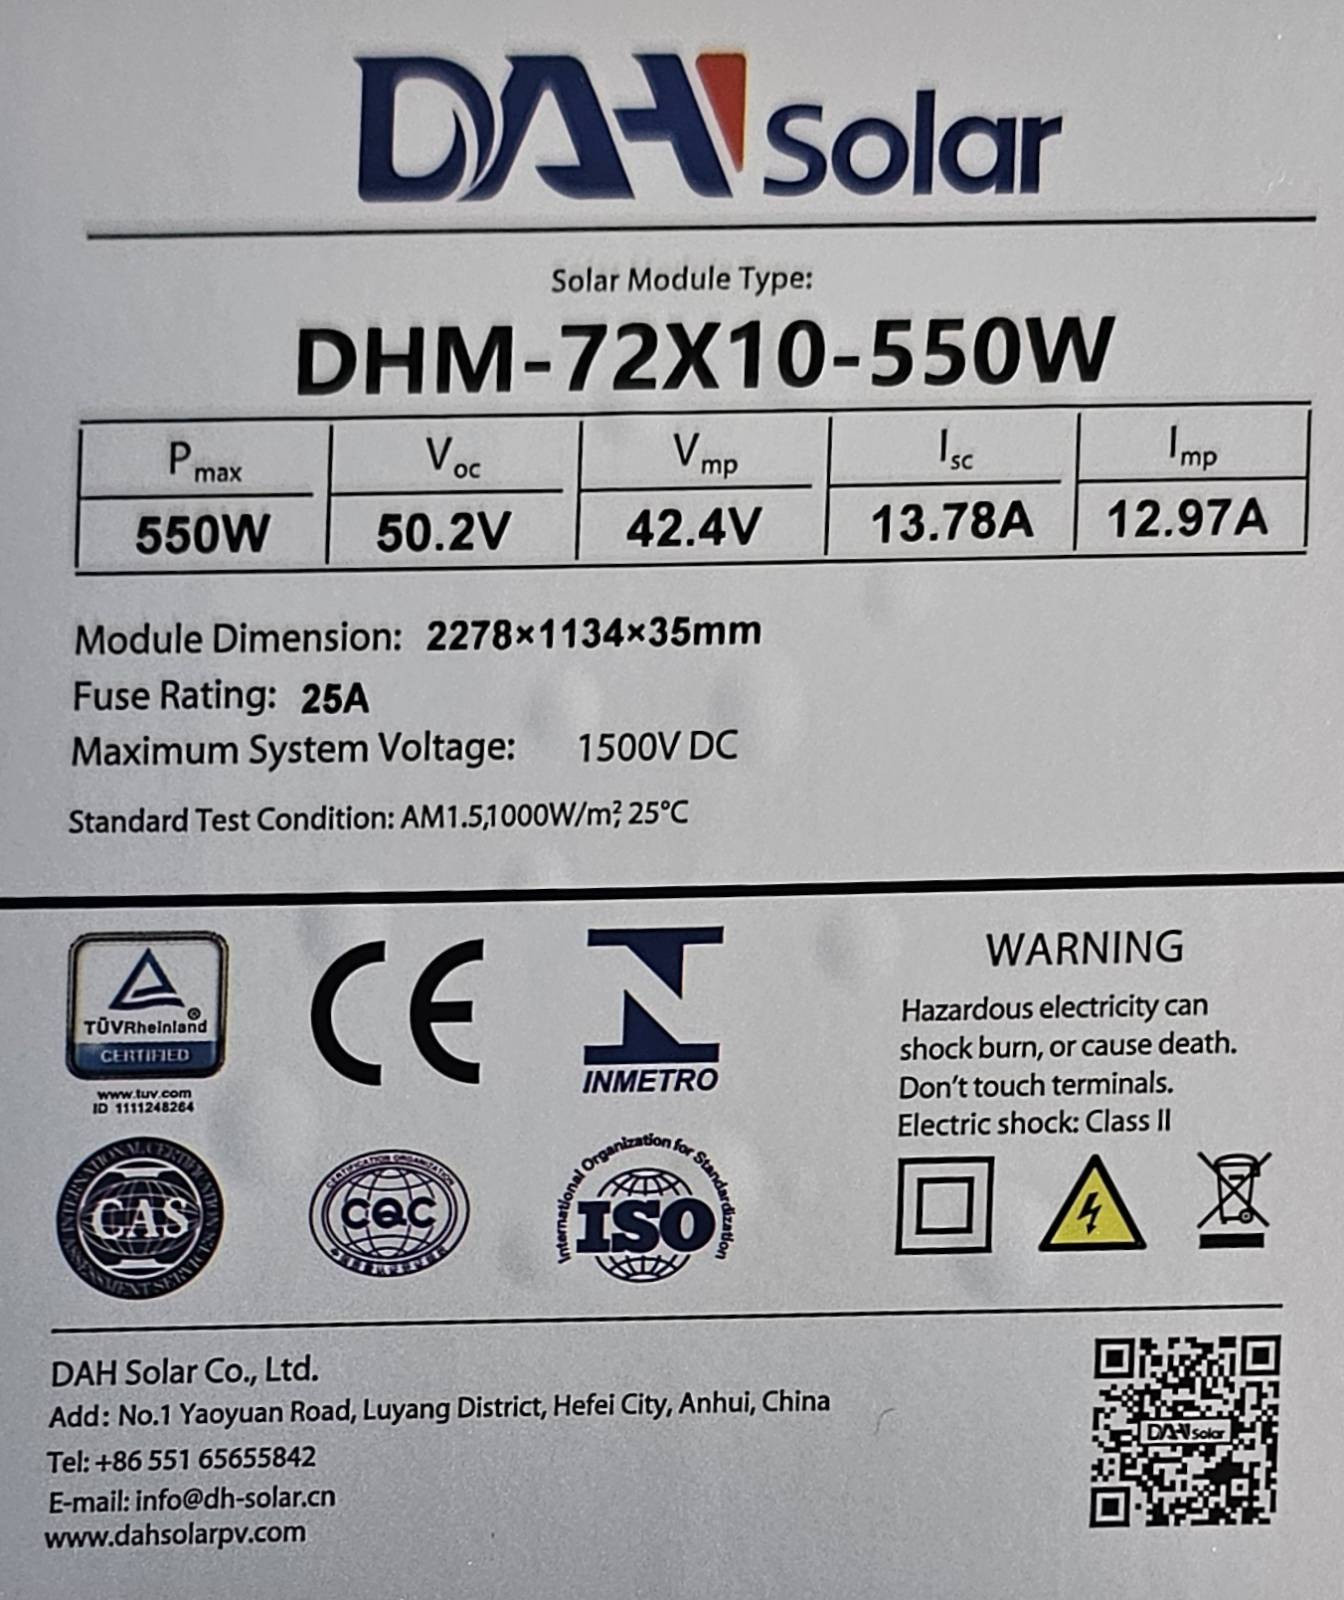 DAH Solar
Solar Module Type:
DHM-72X10-550W
Pmax Voc Vmp Isc Imp
550W 50.2V 42.4V 13.78A 12.97A
Module Dimension: 2278×1134×35mm
Fuse Rating: 25A
Maximum System Voltage: 1500V DC
Standard Test Condition: AM1.5,1000W/m², 25°C
TÜVRheinland ®
CERTIFIED
www.tuv.com
ID 1111248264
CE
INMETRO
CAS
CERTIFICATION ORGANIZATION
CQC
International Organization for Standardization
ISO
WARNING
Hazardous electricity can
shock burn, or cause death.
Don't touch terminals.
Electric shock: Class II
DAH Solar Co., Ltd.
Add: No.1 Yaoyuan Road, Luyang District, Hefei City, Anhui, China
Tel: +86 551 65655842
E-mail: info@dh-solar.cn
www.dahsolarpv.com
DAH Solar